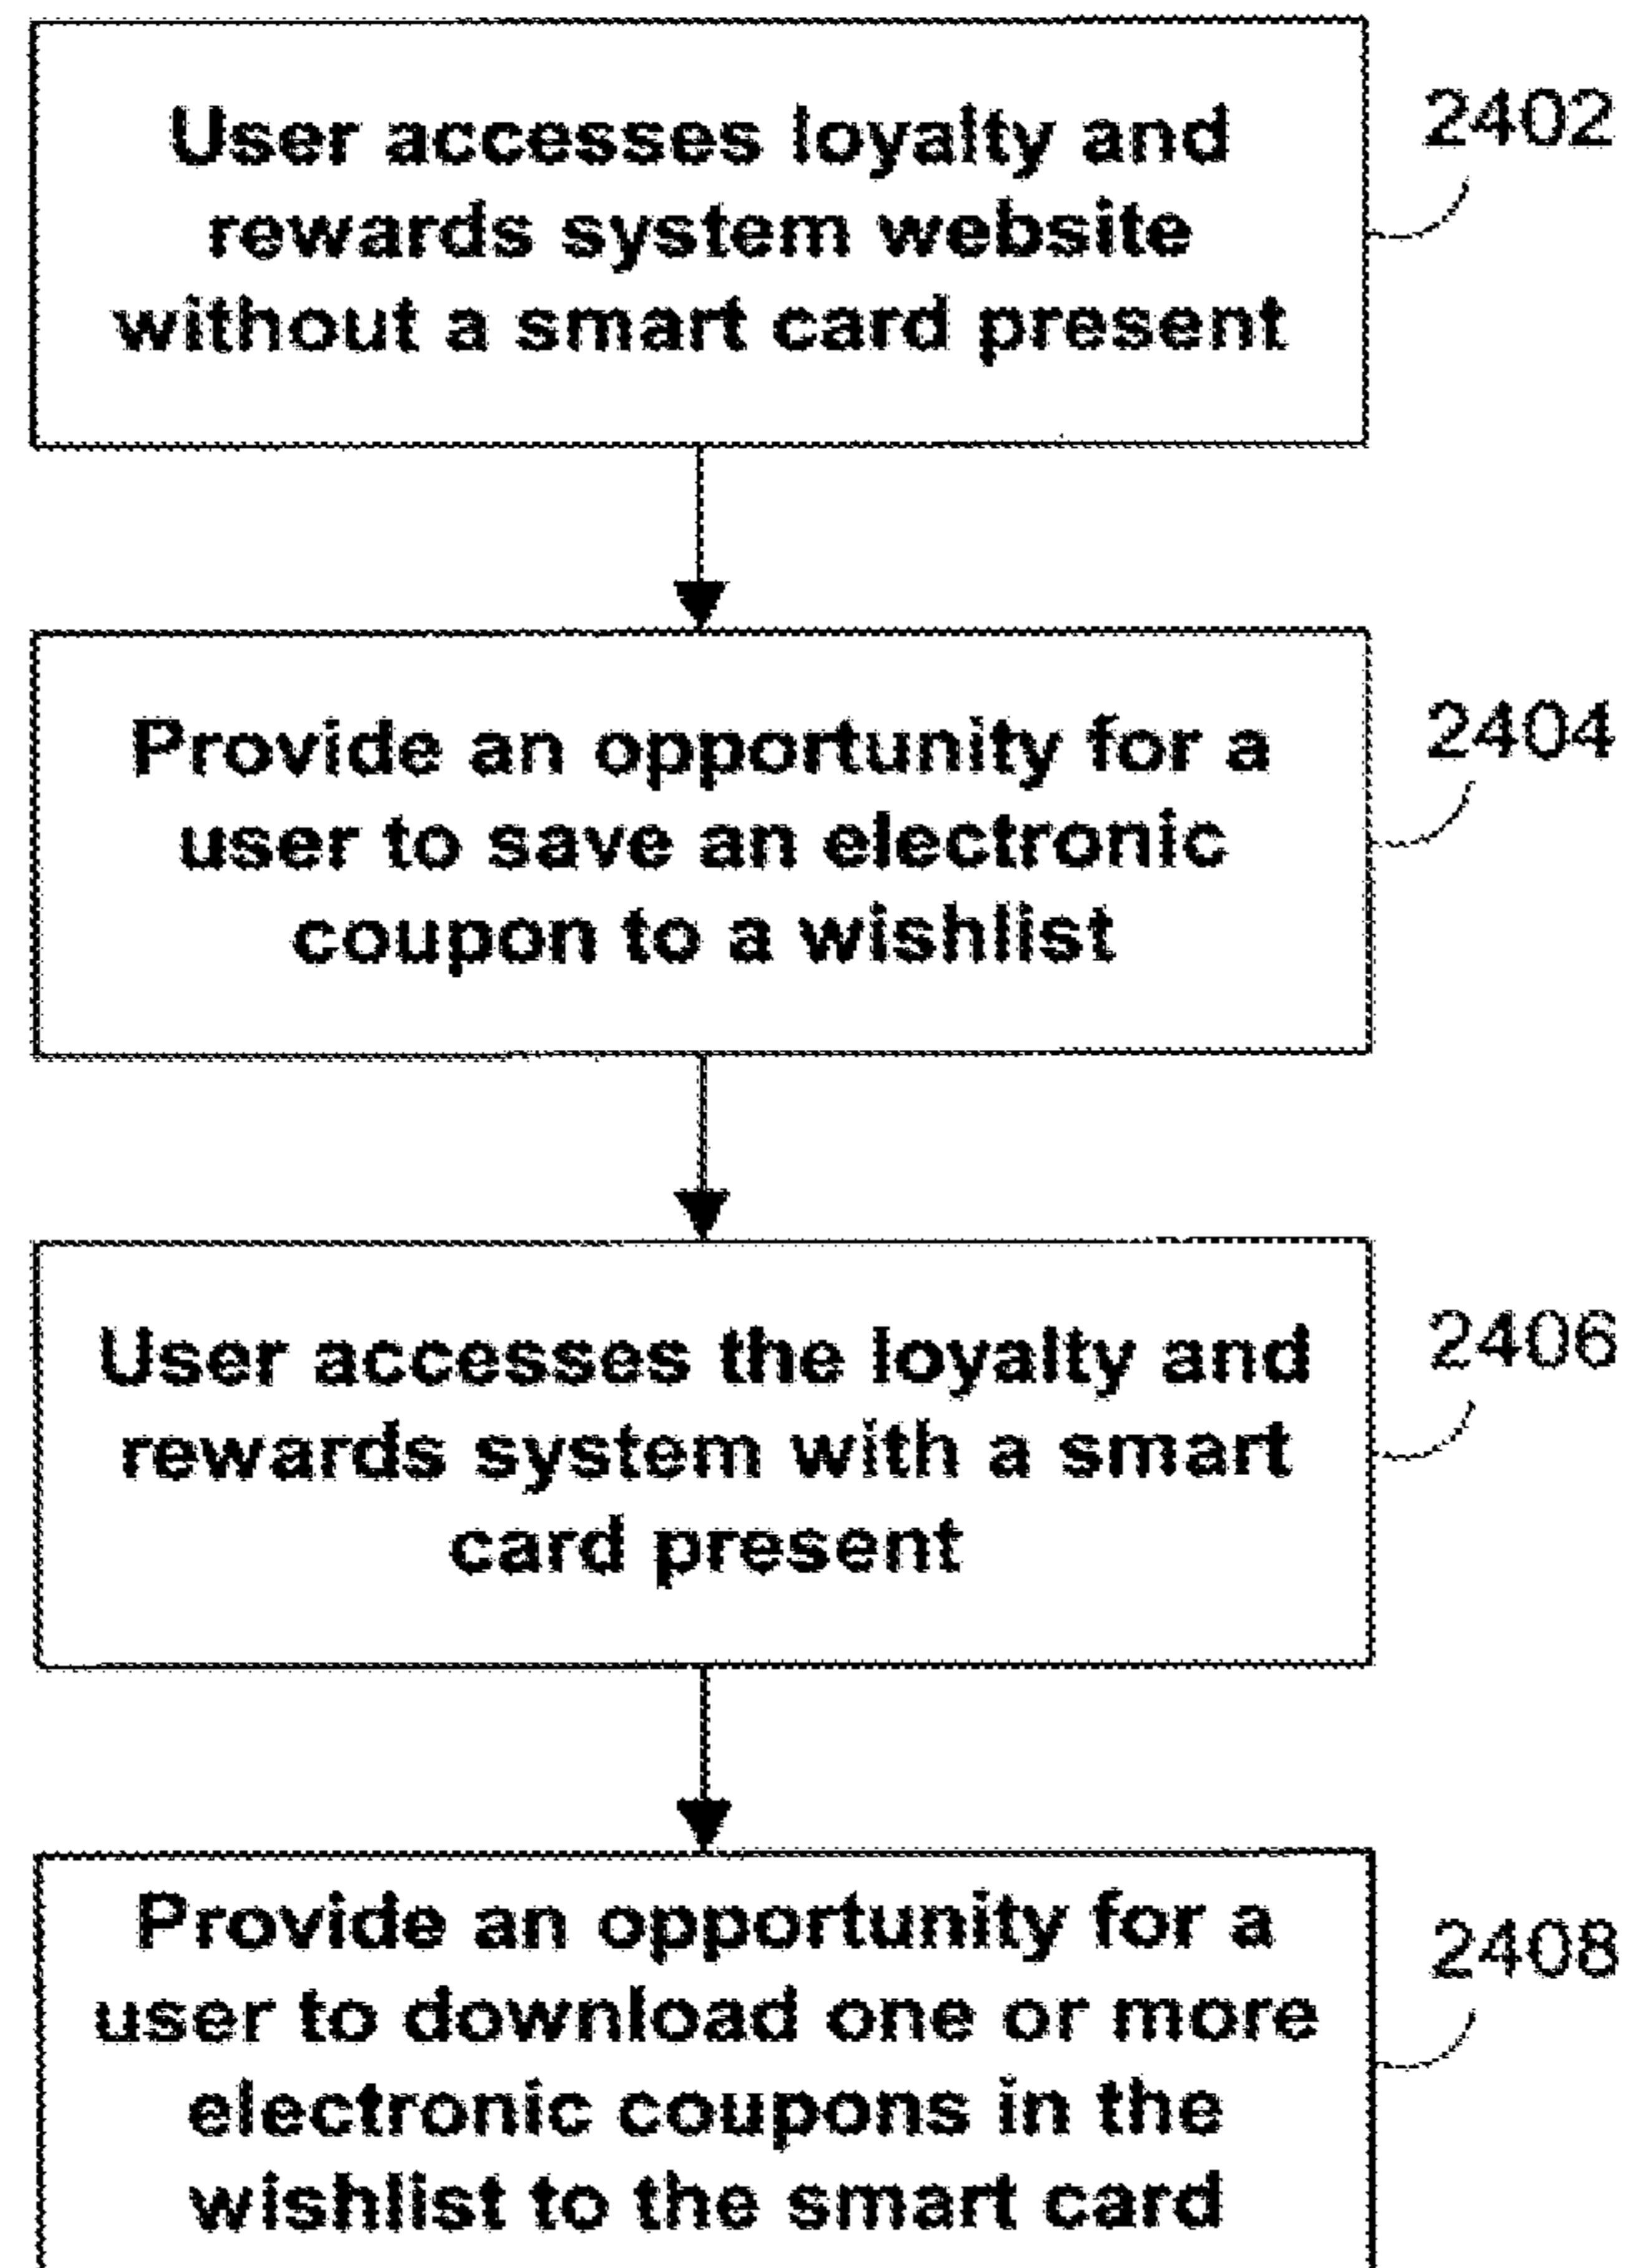 User accesses loyalty and
rewards system website
without a smart card present
2402
Provide an opportunity for a
user to save an electronic
coupon to a wishlist
2404
User accesses the loyalty and
rewards system with a smart
card present
2406
Provide an opportunity for a
user to download one or more
electronic coupons in the
wishlist to the smart card
2408